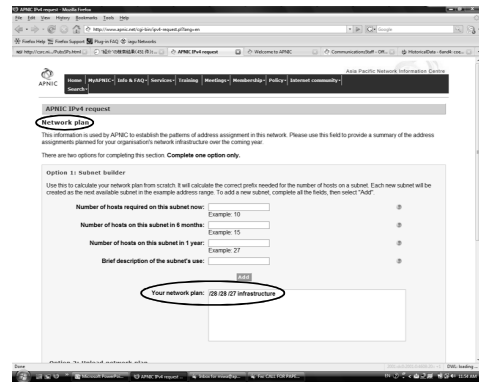 APNIC IPv4 request - Mozilla Firefox
File Edit View History Bookmarks Tools Help
http://www.apnic.net/cgi-bin/ipv4-request.pl?lang=en
Google
Firefox Help Firefox Support Plug-in FAQ
APNIC IPv4 request
Welcome to APNIC
Asia Pacific Network Information Centre
APNIC
Home MyAPNIC Info & FAQ Services Training Meetings Membership Policy Internet community
Search
APNIC IPv4 request
Network plan
This information is used by APNIC to establish the patterns of address assignment in this network. Please use this field to provide a summary of the address
assignments planned for your organisation's network infrastructure over the coming year.
There are two options for completing this section. Complete one option only.
Option 1: Subnet builder
Use this to calculate your network plan from scratch. It will calculate the correct prefix needed for the number of hosts on a subnet. Each new subnet will be
created as the next available subnet in the example address range. To add a new subnet, complete all the fields, then select "Add".
Number of hosts required on this subnet now:
Example: 10
Number of hosts on this subnet in 6 months:
Example: 15
Number of hosts on this subnet in 1 year:
Example: 27
Brief description of the subnet's use:
Add
Your network plan: /28 /28 /27 infrastructure
Option 2: Upload network plan
Done
Microsoft PowerPoi...
APNIC IPv4 request ...
EN
11:58 AM